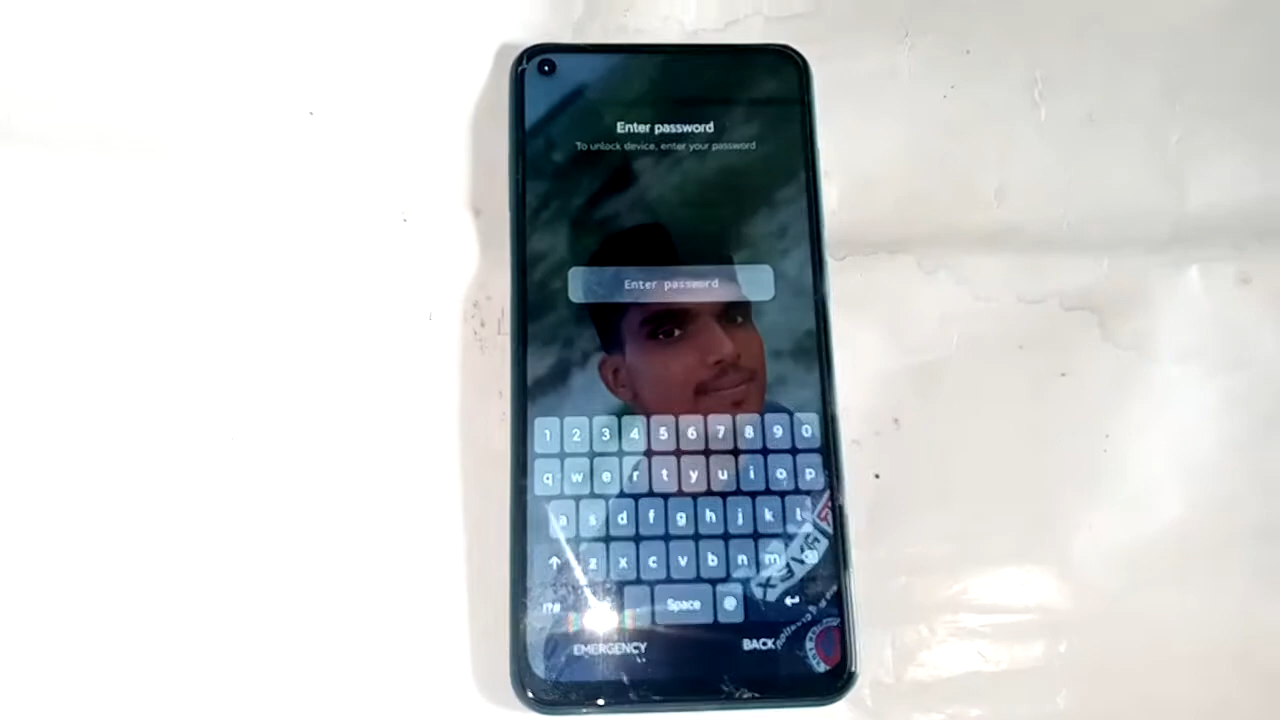 Enter password
To unlock device, enter your password
Enter password
1 2 3 4 5 6 7 8 9 0
q w e r t y u i o p
a s d f g h j k l
z x c v b n m
!?# Space @
EMERGENCY BACK